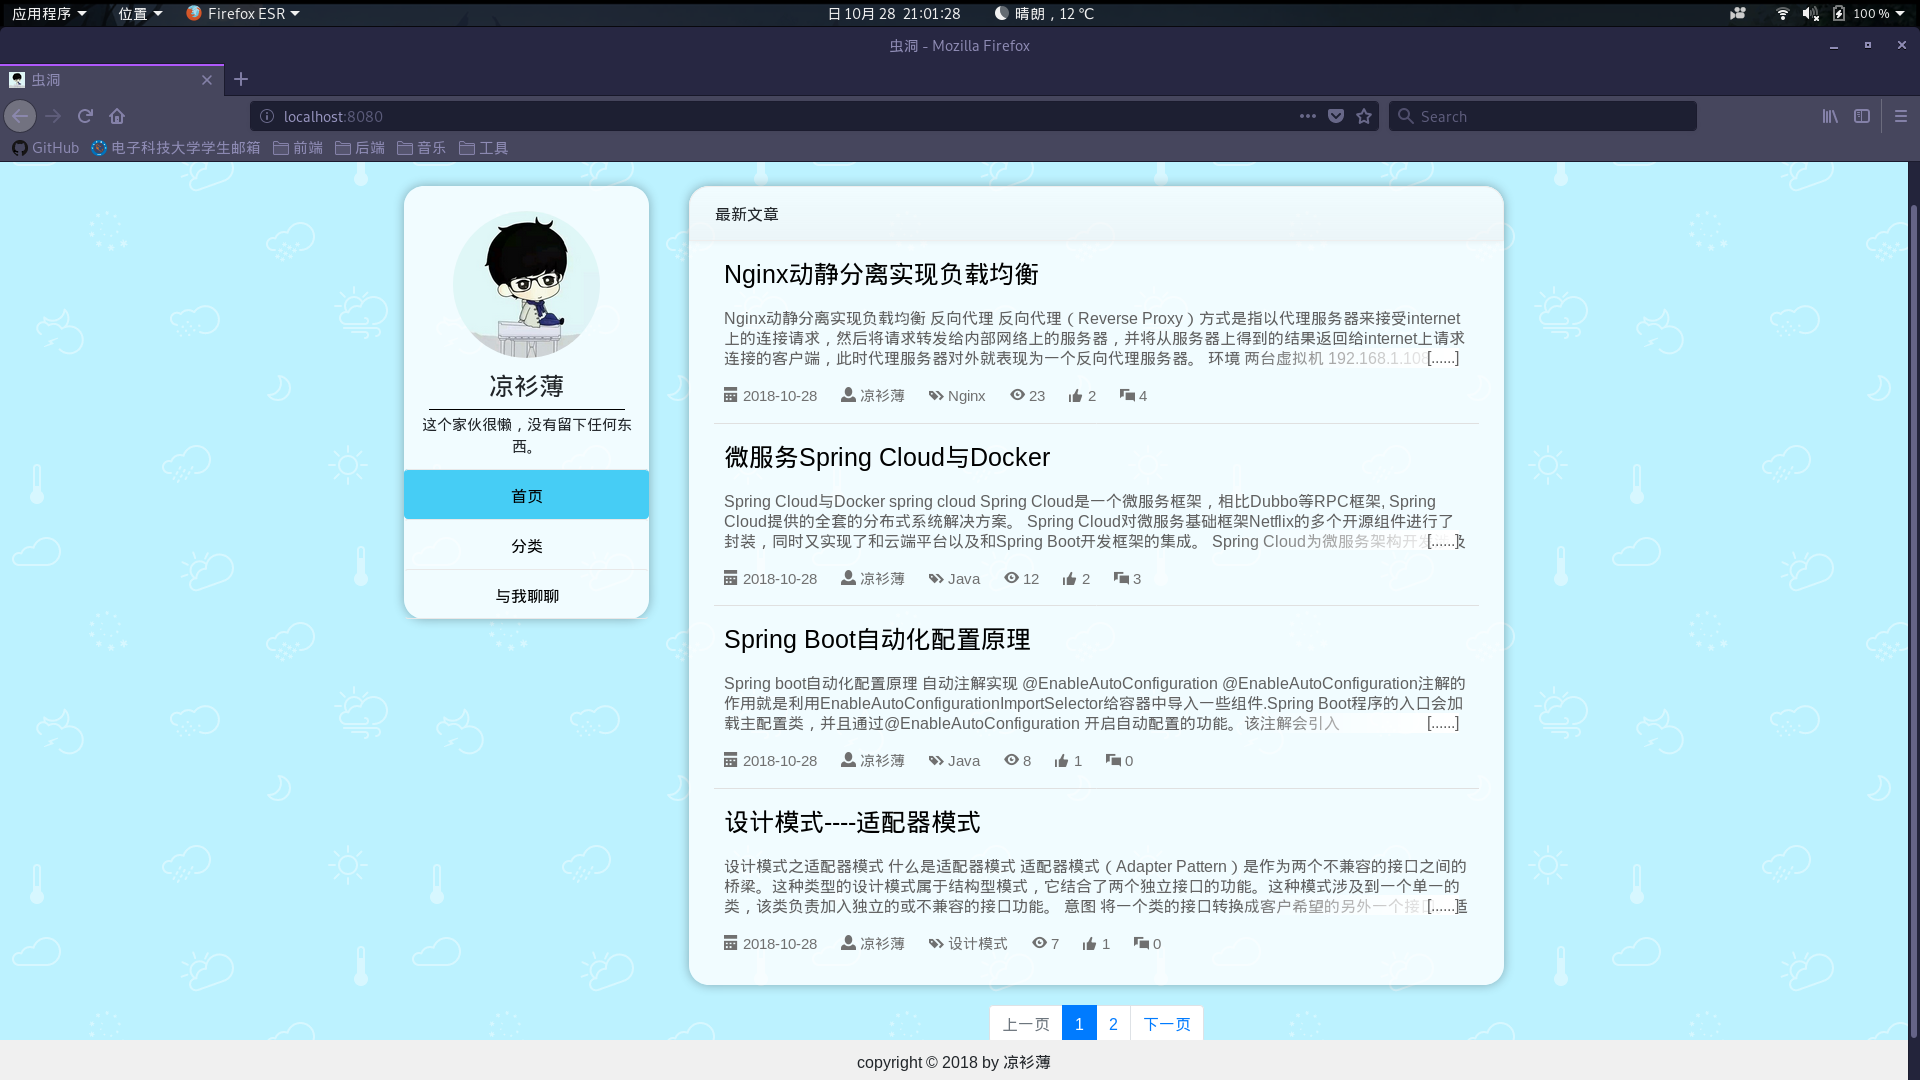 应用程序 位置 Firefox ESR 日 10月 28 21:01:28 晴朗，12 ℃ 100 %
虫洞 - Mozilla Firefox
虫洞
localhost:8080 Search
GitHub 电子科技大学学生邮箱 前端 后端 音乐 工具
凉衫薄
这个家伙很懒，没有留下任何东
西。
首页
分类
与我聊聊
最新文章
Nginx动静分离实现负载均衡
Nginx动静分离实现负载均衡 反向代理 反向代理（Reverse Proxy）方式是指以代理服务器来接受internet
上的连接请求，然后将请求转发给内部网络上的服务器，并将从服务器上得到的结果返回给internet上请求
连接的客户端，此时代理服务器对外就表现为一个反向代理服务器。 环境 两台虚拟机 192.168.1.108 [......]
2018-10-28 凉衫薄 Nginx 23 2 4
微服务Spring Cloud与Docker
Spring Cloud与Docker spring cloud Spring Cloud是一个微服务框架，相比Dubbo等RPC框架, Spring
Cloud提供的全套的分布式系统解决方案。 Spring Cloud对微服务基础框架Netflix的多个开源组件进行了
封装，同时又实现了和云端平台以及和Spring Boot开发框架的集成。 Spring Cloud为微服务架构开发 [......] 及
2018-10-28 凉衫薄 Java 12 2 3
Spring Boot自动化配置原理
Spring boot自动化配置原理 自动注解实现 @EnableAutoConfiguration @EnableAutoConfiguration注解的
作用就是利用EnableAutoConfigurationImportSelector给容器中导入一些组件.Spring Boot程序的入口会加
载主配置类，并且通过@EnableAutoConfiguration 开启自动配置的功能。该注解会引入 [......]
2018-10-28 凉衫薄 Java 8 1 0
设计模式----适配器模式
设计模式之适配器模式 什么是适配器模式 适配器模式（Adapter Pattern）是作为两个不兼容的接口之间的
桥梁。这种类型的设计模式属于结构型模式，它结合了两个独立接口的功能。这种模式涉及到一个单一的
类，该类负责加入独立的或不兼容的接口功能。 意图 将一个类的接口转换成客户希望的另外一个接口 [......]
2018-10-28 凉衫薄 设计模式 7 1 0
上一页 1 2 下一页
copyright © 2018 by 凉衫薄